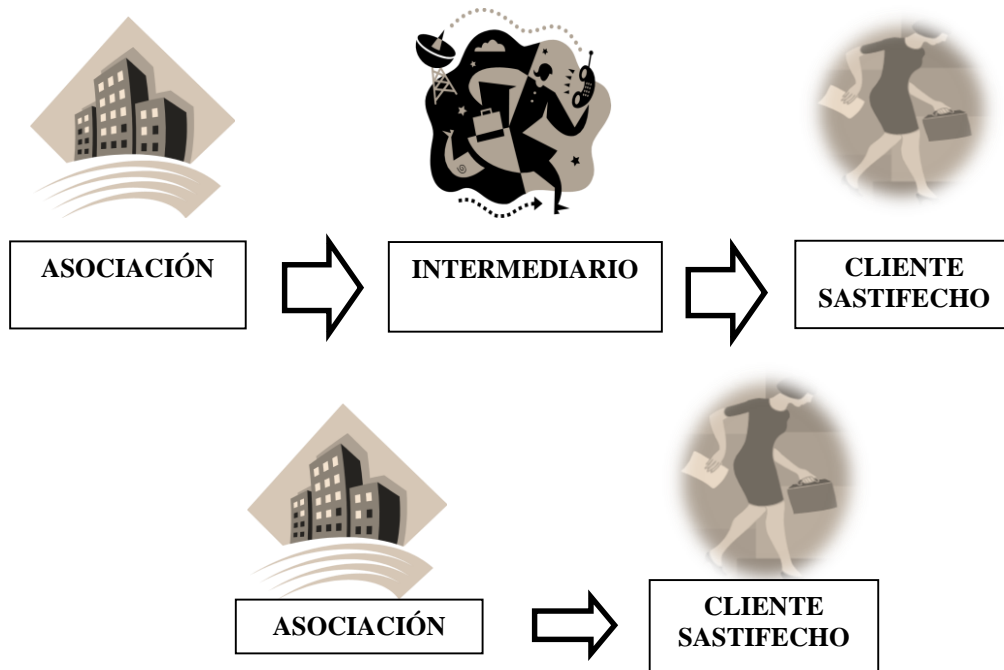 ASOCIACIÓN
INTERMEDIARIO
CLIENTE
SASTIFECHO
ASOCIACIÓN
CLIENTE
SASTIFECHO